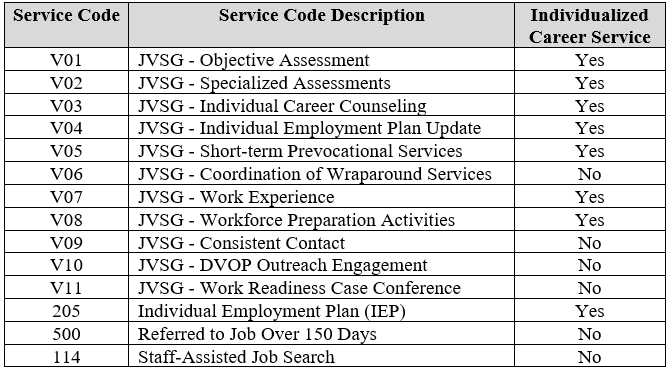 Service Code Service Code Description Individualized
Career Service
V01 JVSG - Objective Assessment Yes
V02 JVSG - Specialized Assessments Yes
V03 JVSG - Individual Career Counseling Yes
V04 JVSG - Individual Employment Plan Update Yes
V05 JVSG - Short-term Prevocational Services Yes
V06 JVSG - Coordination of Wraparound Services No
V07 JVSG - Work Experience Yes
V08 JVSG - Workforce Preparation Activities Yes
V09 JVSG - Consistent Contact No
V10 JVSG - DVOP Outreach Engagement No
V11 JVSG - Work Readiness Case Conference No
205 Individual Employment Plan (IEP) Yes
500 Referred to Job Over 150 Days No
114 Staff-Assisted Job Search No